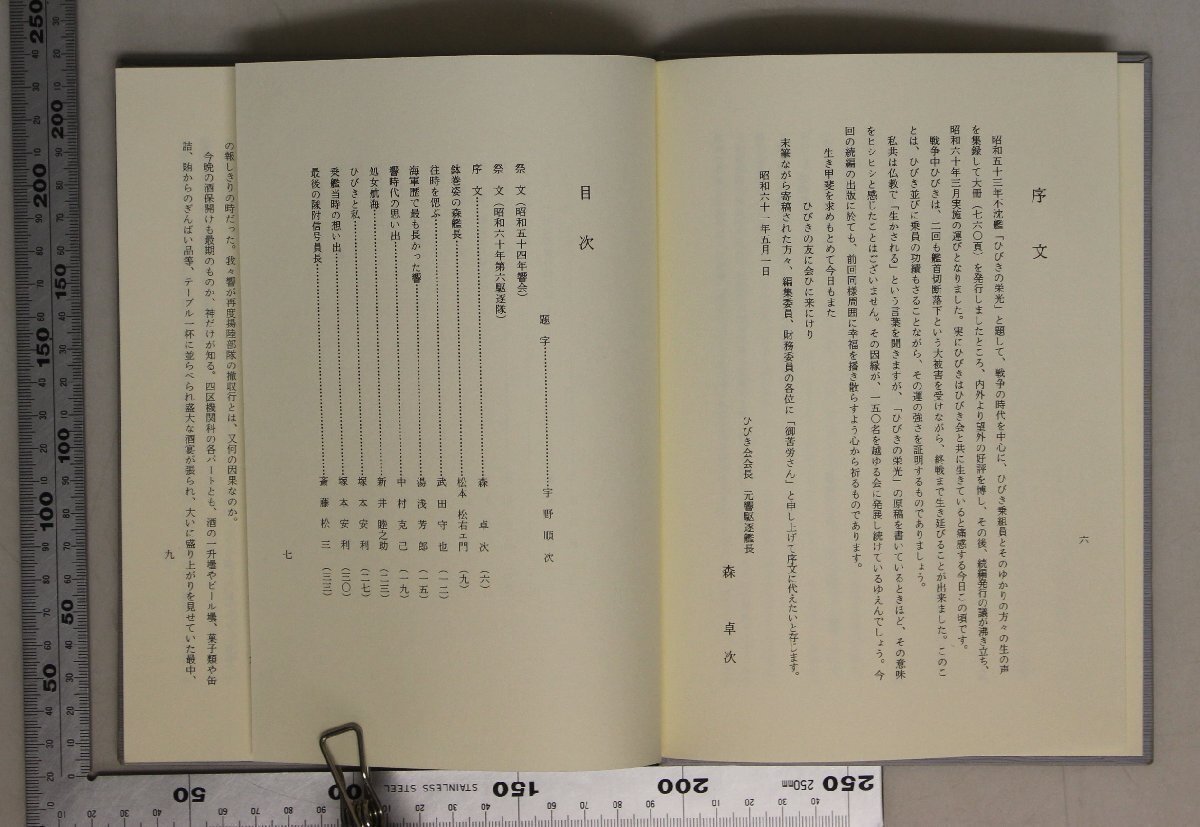 六
序文
昭和五十三年不沈艦「ひびきの栄光」と題して、戦争の時代を中心に、ひびき乗組員とそのゆかりの方々の生の声
を集録して大冊（七六〇頁）を発行しましたところ、内外より望外の好評を博し、その後、続編発行の議が沸き立ち、
昭和六十年三月実施の運びとなりました。実にひびきはひびき会と共に生きていると痛感する今日この頃です。
戦争中ひびきは、二回も艦首切断落下という大被害を受けながら、終戦まで生き延びることが出来ました。このこ
とは、ひびき並びに乗員の功績もさることながら、その運の強さを証明するものでありましょう。
私共は仏教で「生かされる」という言葉を聞きますが、「ひびきの栄光」の原稿を書いているときほど、その意味
をヒシヒシと感じたことはございません。その因縁が、一五〇名を越ゆる会に発展し続けているゆえんでしょう。今
回の続編の出版に於ても、前回同様周囲に幸福を播き散らすよう心から祈るものであります。
生き甲斐を求めもとめて今日もまた
ひびきの友に会ひに来にけり
末筆ながら寄稿された方々、編集委員、財務委員の各位に「御苦労さん」と申し上げて序文に代えたいと存します。
昭和六十一年五月一日
ひびき会会長　元響駆逐艦長
森卓次
目次
題字……………宇野順次
祭文（昭和五十四年響会）
祭文（昭和六十年第六駆逐隊）
序文……………森卓次（六）
鉢巻姿の森艦長……………松本松右ェ門（九）
往時を偲ぶ……………武田守也（一二）
海軍歴で最も長かった響……………湯浅芳郎（一五）
響時代の思い出……………中村克己（一九）
処女航海……………新井睦之助（二三）
ひびきと私……………塚本安利（二七）
乗艦当時の想い出……………塚本安利（三〇）
最後の隊附信号員長……………斎藤松三（三三）
七
の報しきりの時だった。我々響が再度揚陸部隊の撤収行とは、又何の因果なのか。
今晩の酒保開けも最期のものか、神だけが知る。四区機関科の各パートとも、酒の一升壜やビール壜、菓子類や缶
詰、賄からのぎんばい品等、テーブル一杯に並らべられ盛大な酒宴が張られ、大いに盛り上がりを見せていた最中、
九
STAINLESS STEEL
50
100
150
200
250
250mm
50
100
150
200
250